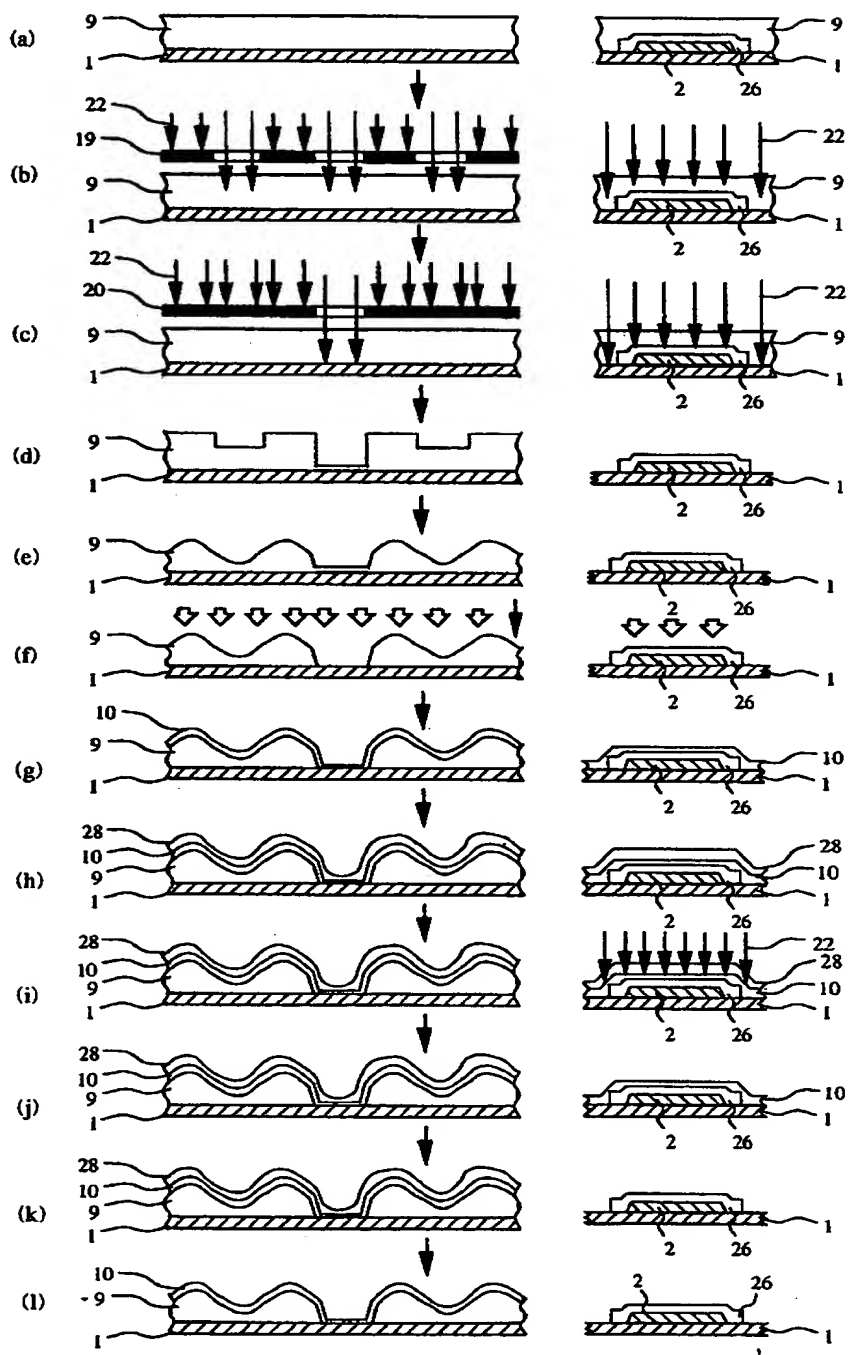 (a) 9 1 9 1 2 26
(b) 22 19 9 1 22 9 1 2 26
(c) 22 20 9 1 22 9 1 2 26
(d) 9 1 1 2 26
(e) 9 1 1 2 26
(f) 9 1 1 2 26
(g) 10 9 1 10 1 2 26
(h) 28 10 9 1 28 10 1 2 26
(i) 28 10 9 1 22 28 10 1 2 26
(j) 28 10 9 1 10 1 2 26
(k) 28 10 9 1 1 2 26
(l) 10 9 1 2 26 1